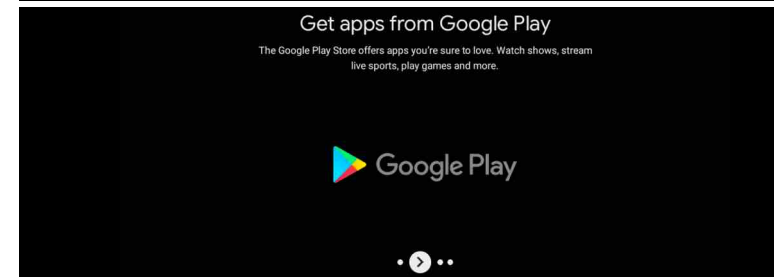 Get apps from Google Play
The Google Play Store offers apps you're sure to love. Watch shows, stream
live sports, play games and more.
Google Play